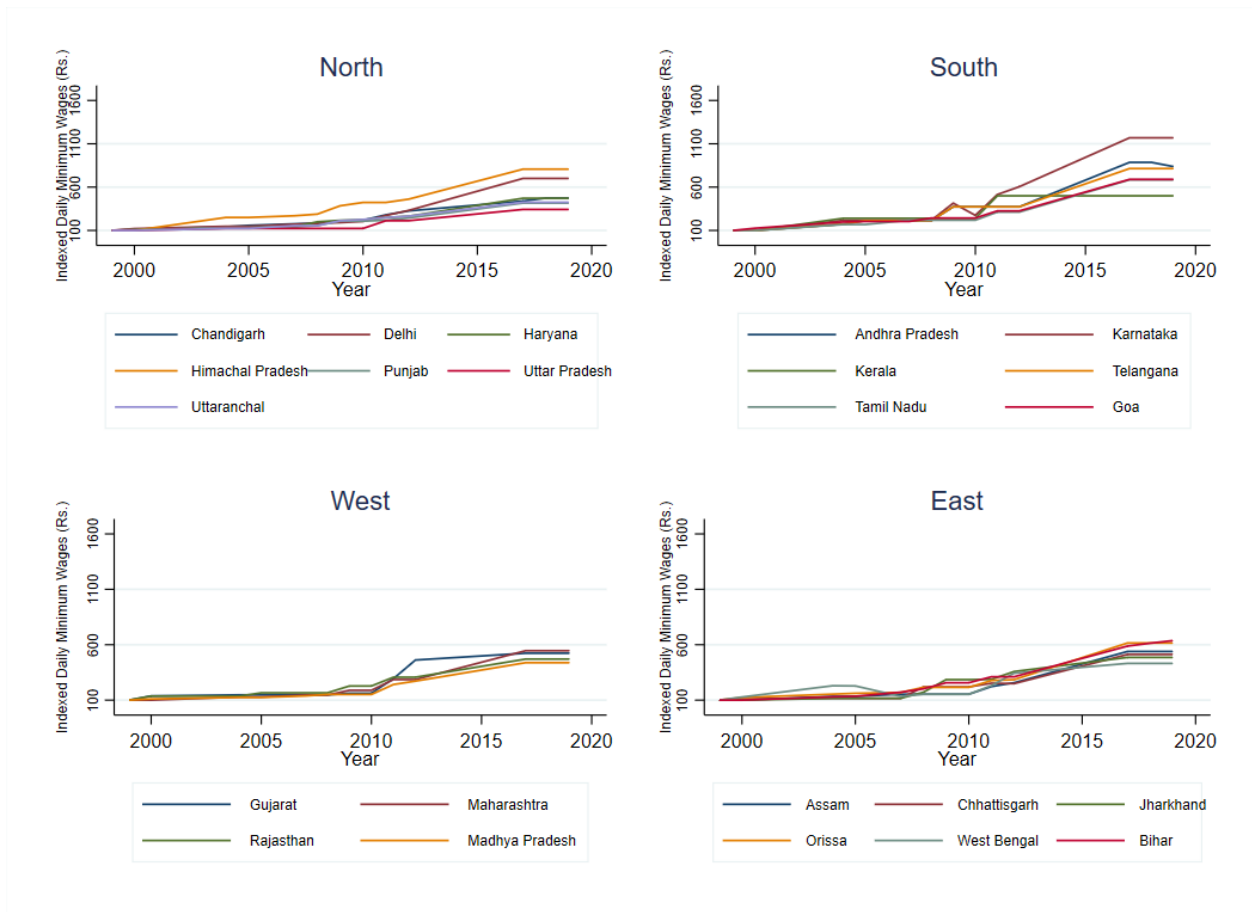 North
Indexed Daily Minimum Wages (Rs.)
1600
1100
600
100
2000 2005 2010 2015 2020
Year
Chandigarh Delhi Haryana
Himachal Pradesh Punjab Uttar Pradesh
Uttaranchal
South
Indexed Daily Minimum Wages (Rs.)
1600
1100
600
100
2000 2005 2010 2015 2020
Year
Andhra Pradesh Karnataka
Kerala Telangana
Tamil Nadu Goa
West
Indexed Daily Minimum Wages (Rs.)
1600
1100
600
100
2000 2005 2010 2015 2020
Year
Gujarat Maharashtra
Rajasthan Madhya Pradesh
East
Indexed Daily Minimum Wages (Rs.)
1600
1100
600
100
2000 2005 2010 2015 2020
Year
Assam Chhattisgarh Jharkhand
Orissa West Bengal Bihar